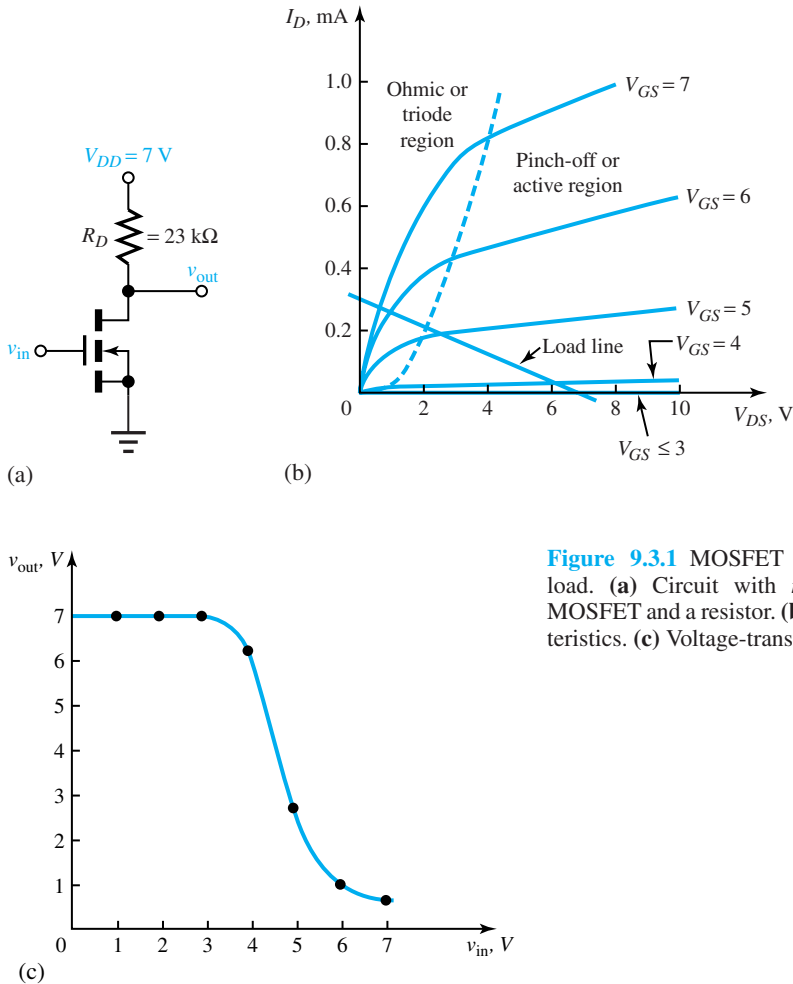 I_D, mA
1.0
0.8
0.6
0.4
0.2
0
2
4
6
8
10
V_DS, V
Ohmic or
triode
region
Pinch-off or
active region
V_GS = 7
V_GS = 6
V_GS = 5
V_GS = 4
V_GS ≤ 3
Load line
(b)
V_DD = 7 V
R_D = 23 kΩ
v_out
v_in
(a)
v_out, V
7
6
5
4
3
2
1
0
1
2
3
4
5
6
7
v_in, V
(c)
Figure 9.3.1 MOSFET
load. (a) Circuit with
MOSFET and a resistor. (b
teristics. (c) Voltage-trans